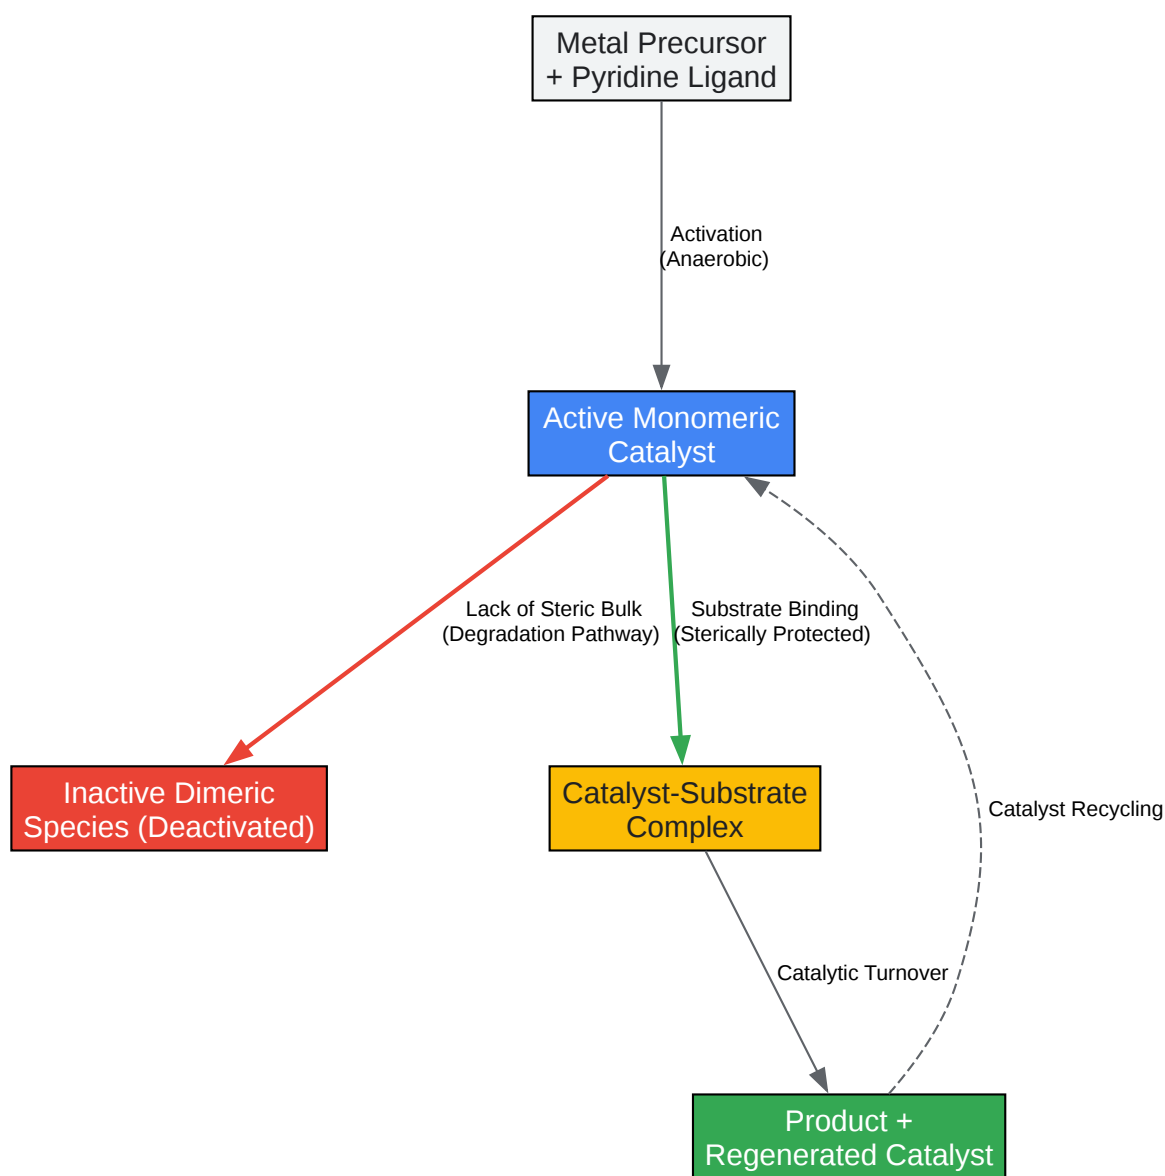 Metal Precursor
+ Pyridine Ligand
Activation
(Anaerobic)
Active Monomeric
Catalyst
Lack of Steric Bulk
(Degradation Pathway)
Substrate Binding
(Sterically Protected)
Inactive Dimeric
Species (Deactivated)
Catalyst-Substrate
Complex
Catalyst Recycling
Catalytic Turnover
Product +
Regenerated Catalyst